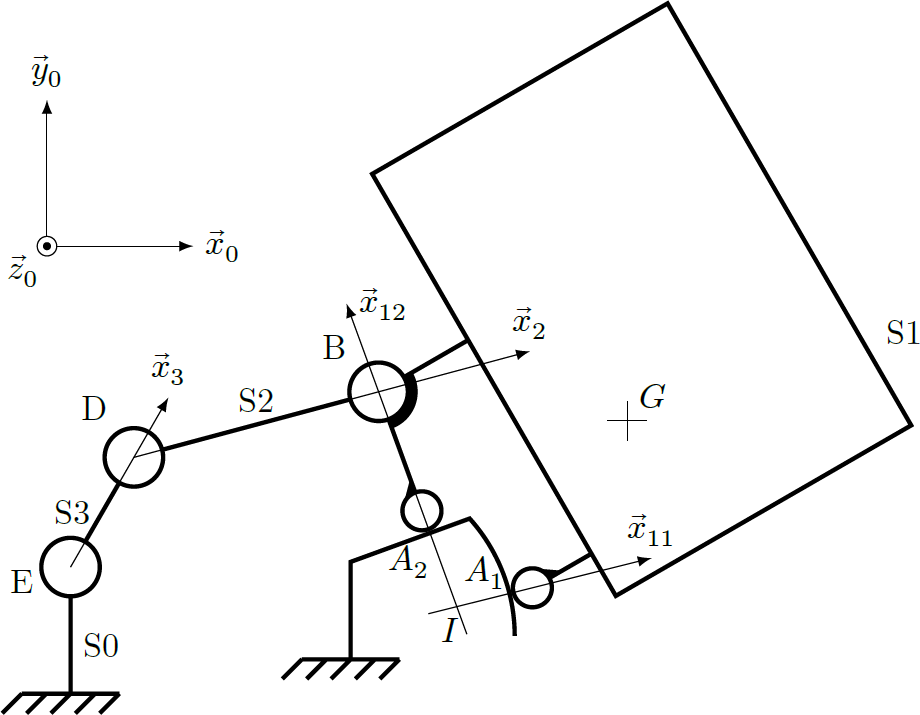 $\vec{y}_0$
$\vec{x}_0$
$\vec{z}_0$
$\vec{x}_{12}$
$\vec{x}_2$
S1
B
$\vec{x}_3$
D
S2
G
S3
$\vec{x}_{11}$
$A_2$
$A_1$
E
I
S0